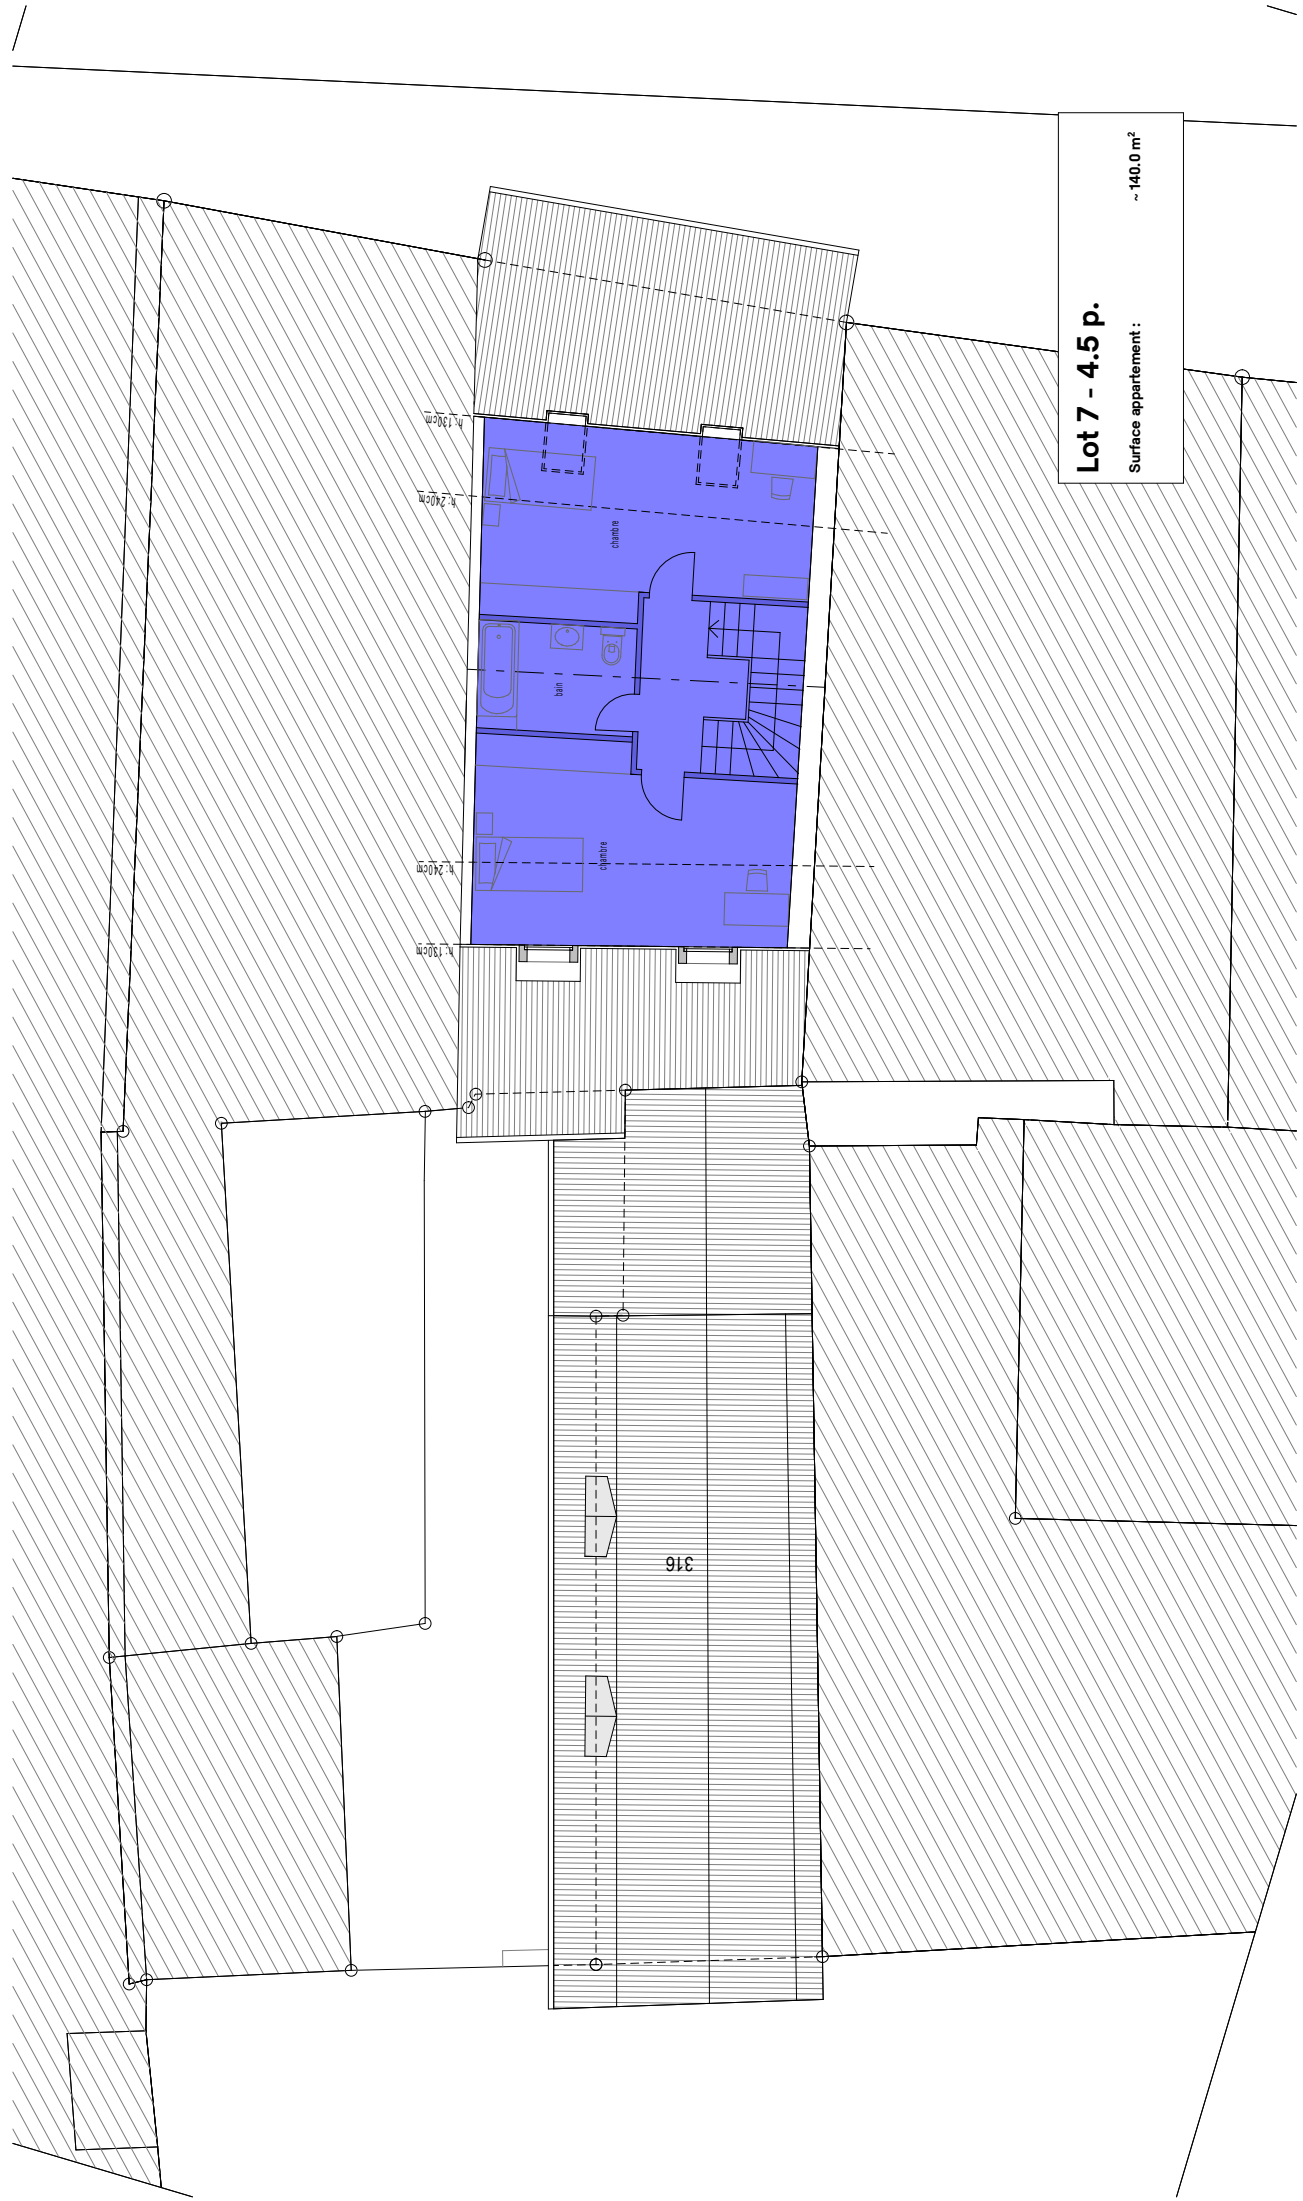 Lot 7 - 4.5 p.
Surface appartement : ~ 140.0 m²
h: 130cm
h: 240cm
chambre
bain
chambre
h: 240cm
h: 130cm
316